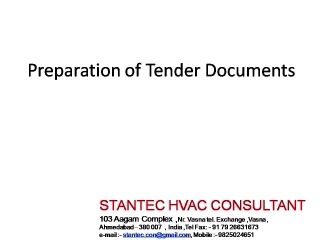 Preparation of Tender Documents
STANTEC HVAC CONSULTANT
103 Aagam Complex , Nr. Vasna tel. Exchange ,Vasna,
Ahmedabad – 380 007 , India ,Tel Fax: - 91 79 26631673
e-mail :- stantec.con@gmail.com, Mobile :- 9825024651